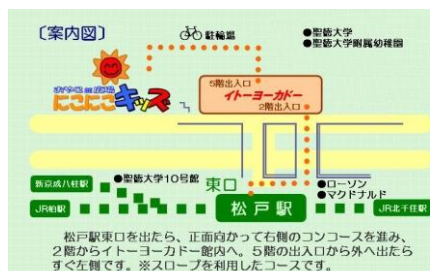 〔案内図〕
駐輪場
●聖徳大学
●聖徳大学附属幼稚園
5階出入口
イトーヨーカドー
2階出入口
にこにこキッズ
●聖徳大学10号館
東口
●ローソン
●マクドナルド
新京成八柱駅
JR柏駅
松戸駅
JR北千住駅
松戸駅東口を出たら、正面向かって右側のコンコースを進み、
2階からイトーヨーカドー館内へ。5階の出入口から外へ出たら
すぐ左側です。※スロープを利用したコースです。